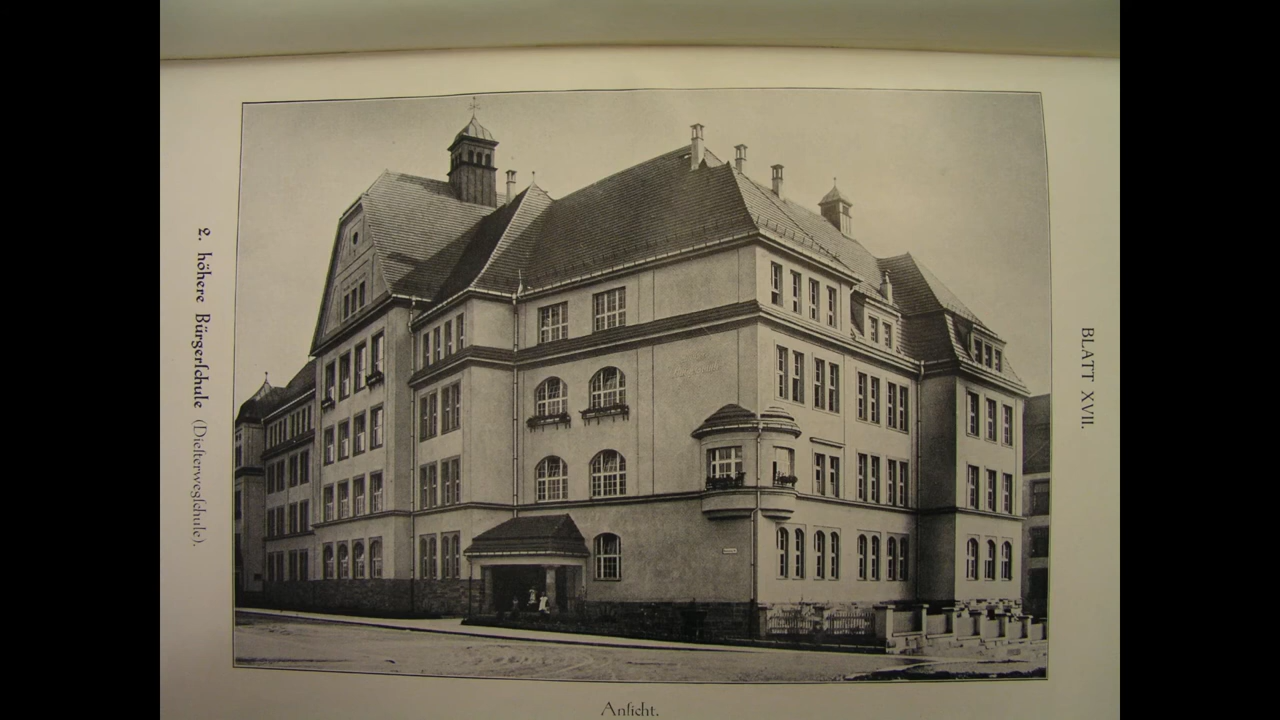 2. höhere Bürgerſchule (Dieſterwegſchule).
BLATT XVII.
Anſicht.